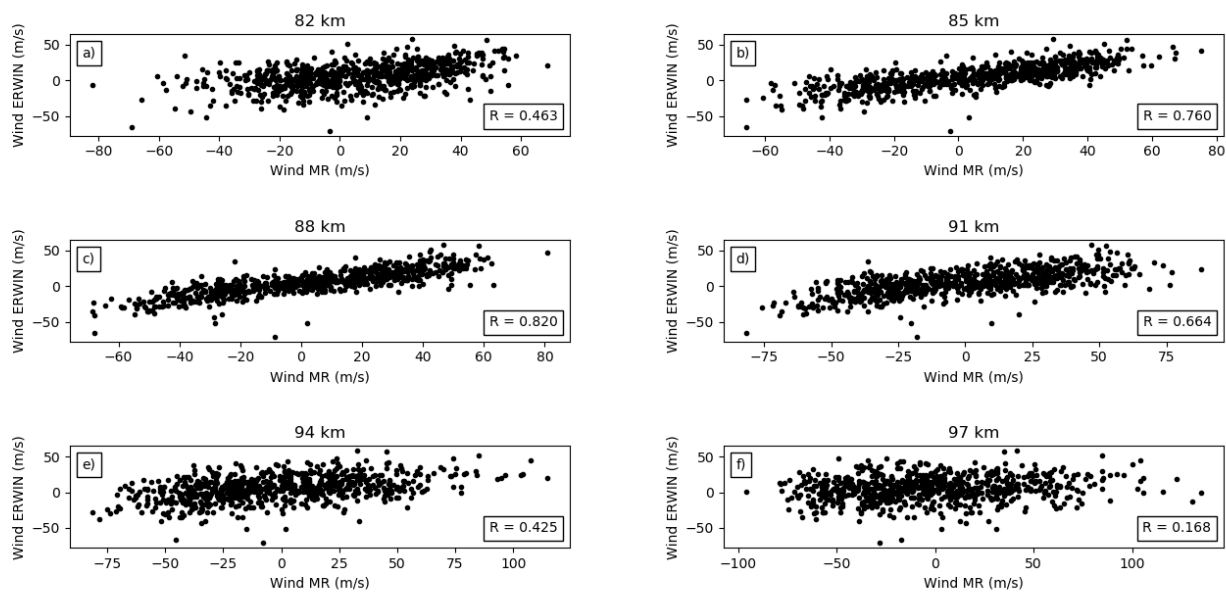 82 km
50
0
−50
Wind ERWIN (m/s)
a)
R = 0.463
−80 −60 −40 −20 0 20 40 60
Wind MR (m/s)
85 km
50
0
−50
Wind ERWIN (m/s)
b)
R = 0.760
−60 −40 −20 0 20 40 60 80
Wind MR (m/s)
88 km
50
0
−50
Wind ERWIN (m/s)
c)
R = 0.820
−60 −40 −20 0 20 40 60 80
Wind MR (m/s)
91 km
50
0
−50
Wind ERWIN (m/s)
d)
R = 0.664
−75 −50 −25 0 25 50 75
Wind MR (m/s)
94 km
50
0
−50
Wind ERWIN (m/s)
e)
R = 0.425
−75 −50 −25 0 25 50 75 100
Wind MR (m/s)
97 km
50
0
−50
Wind ERWIN (m/s)
f)
R = 0.168
−100 −50 0 50 100
Wind MR (m/s)